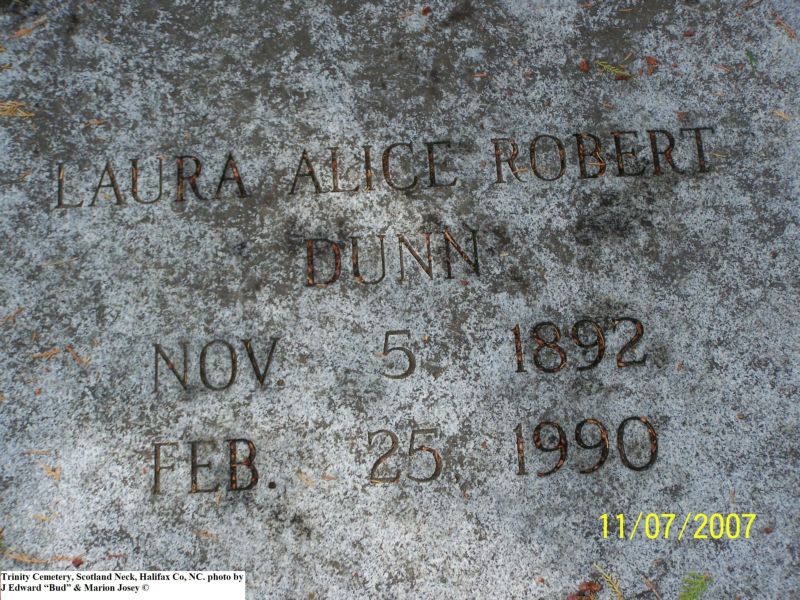 LAURA ALICE ROBERT
DUNN
NOV. 5 1892
FEB. 25 1990
11/07/2007
Trinity Cemetery, Scotland Neck, Halifax Co, NC. photo by
J Edward “Bud” & Marion Josey ©